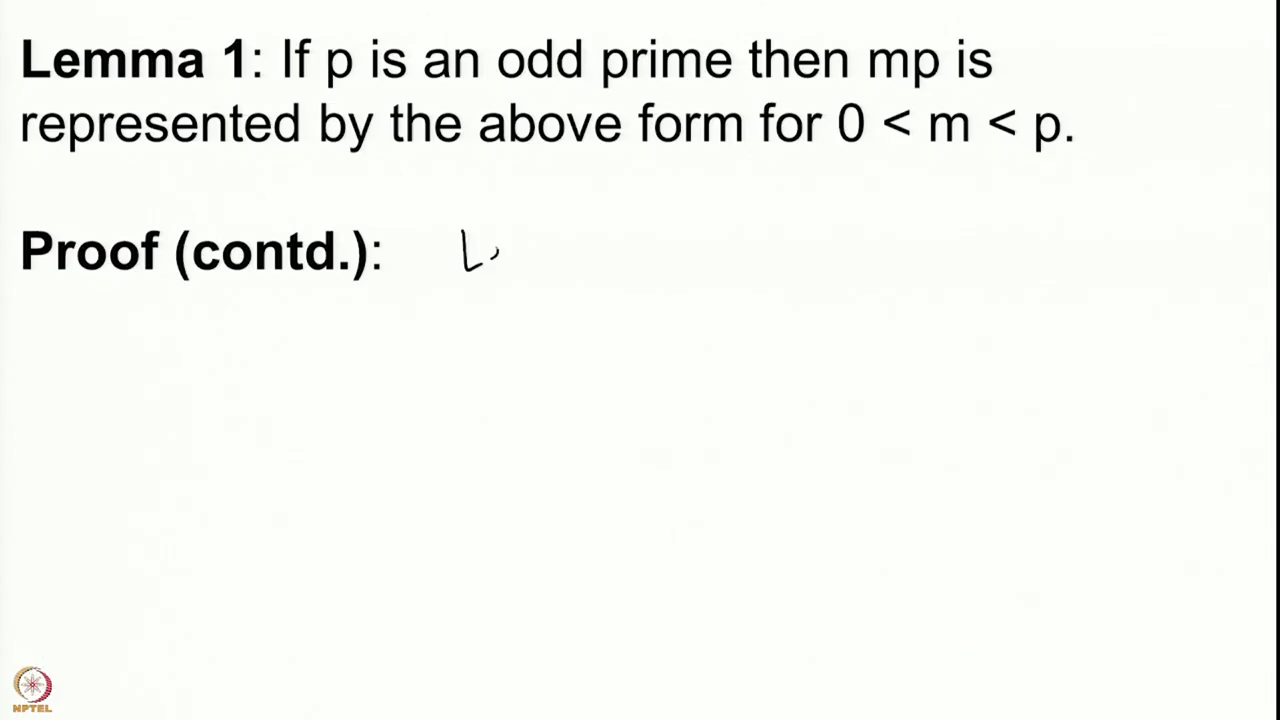 Lemma 1: If p is an odd prime then mp is
represented by the above form for 0 < m < p.
Proof (contd.):
NPTEL